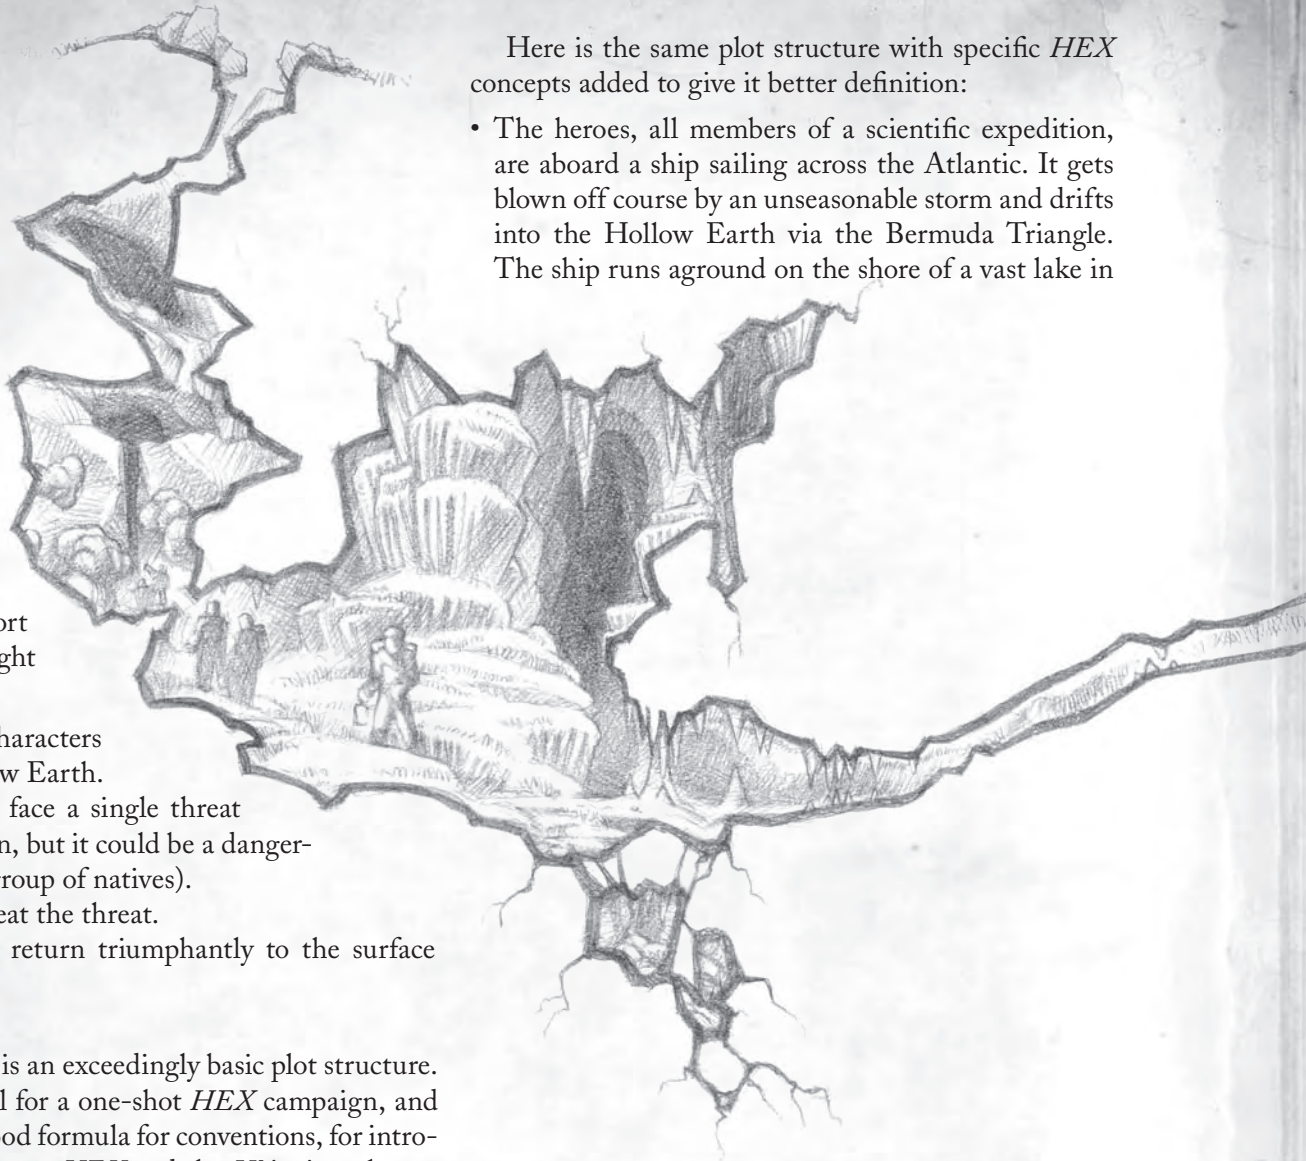 ort
ght
haracters
w Earth.
face a single threat
n, but it could be a danger-
roup of natives).
eat the threat.
return triumphantly to the surface
is an exceedingly basic plot structure.
l for a one-shot HEX campaign, and
od formula for conventions, for intro-
Here is the same plot structure with specific HEX
concepts added to give it better definition:
• The heroes, all members of a scientific expedition,
are aboard a ship sailing across the Atlantic. It gets
blown off course by an unseasonable storm and drifts
into the Hollow Earth via the Bermuda Triangle.
The ship runs aground on the shore of a vast lake in